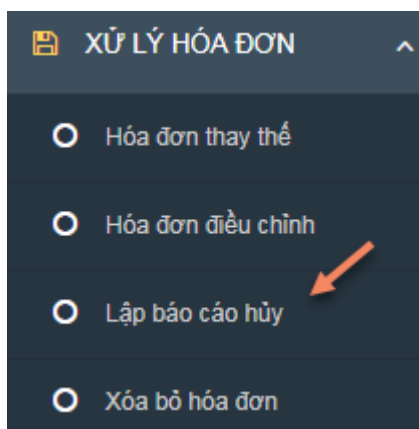 XỬ LÝ HÓA ĐƠN
Hóa đơn thay thế
Hóa đơn điều chỉnh
Lập báo cáo hủy
Xóa bỏ hóa đơn